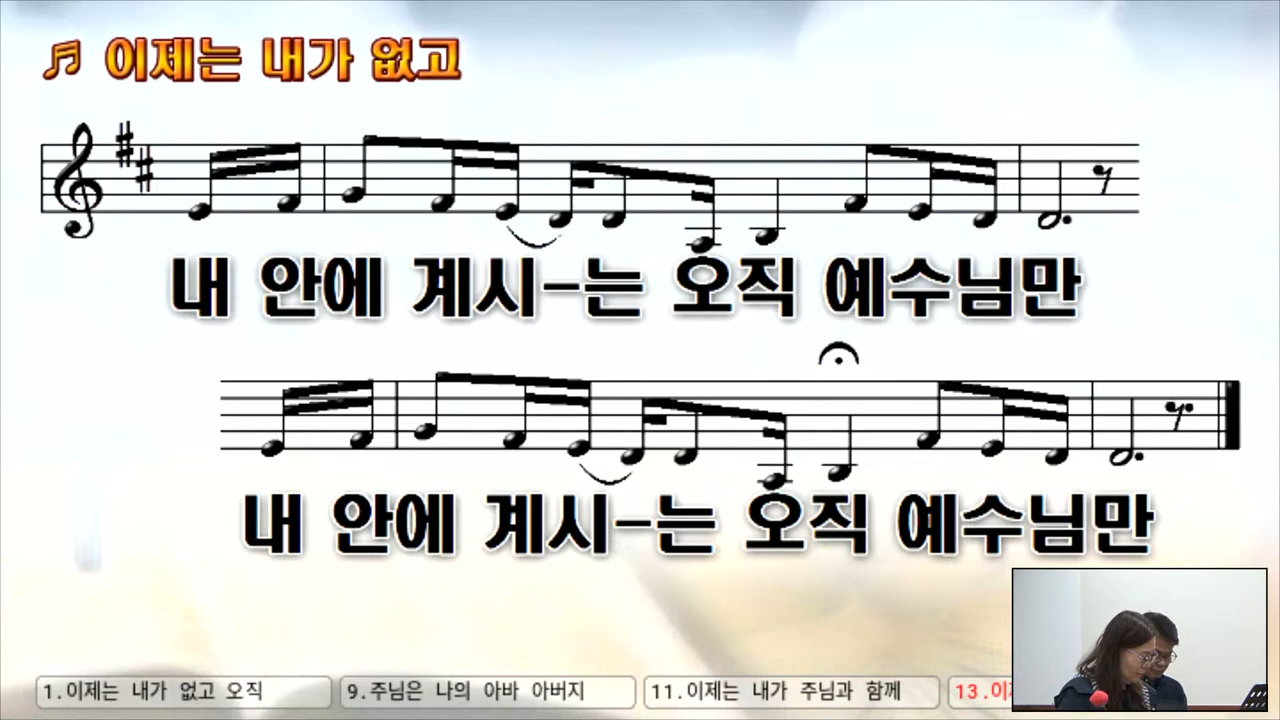 이제는 내가 없고
내 안에 계시-는 오직 예수님만
내 안에 계시-는 오직 예수님만
1.이제는 내가 없고 오직
9.주님은 나의 아바 아버지
11.이제는 내가 주님과 함께
13.